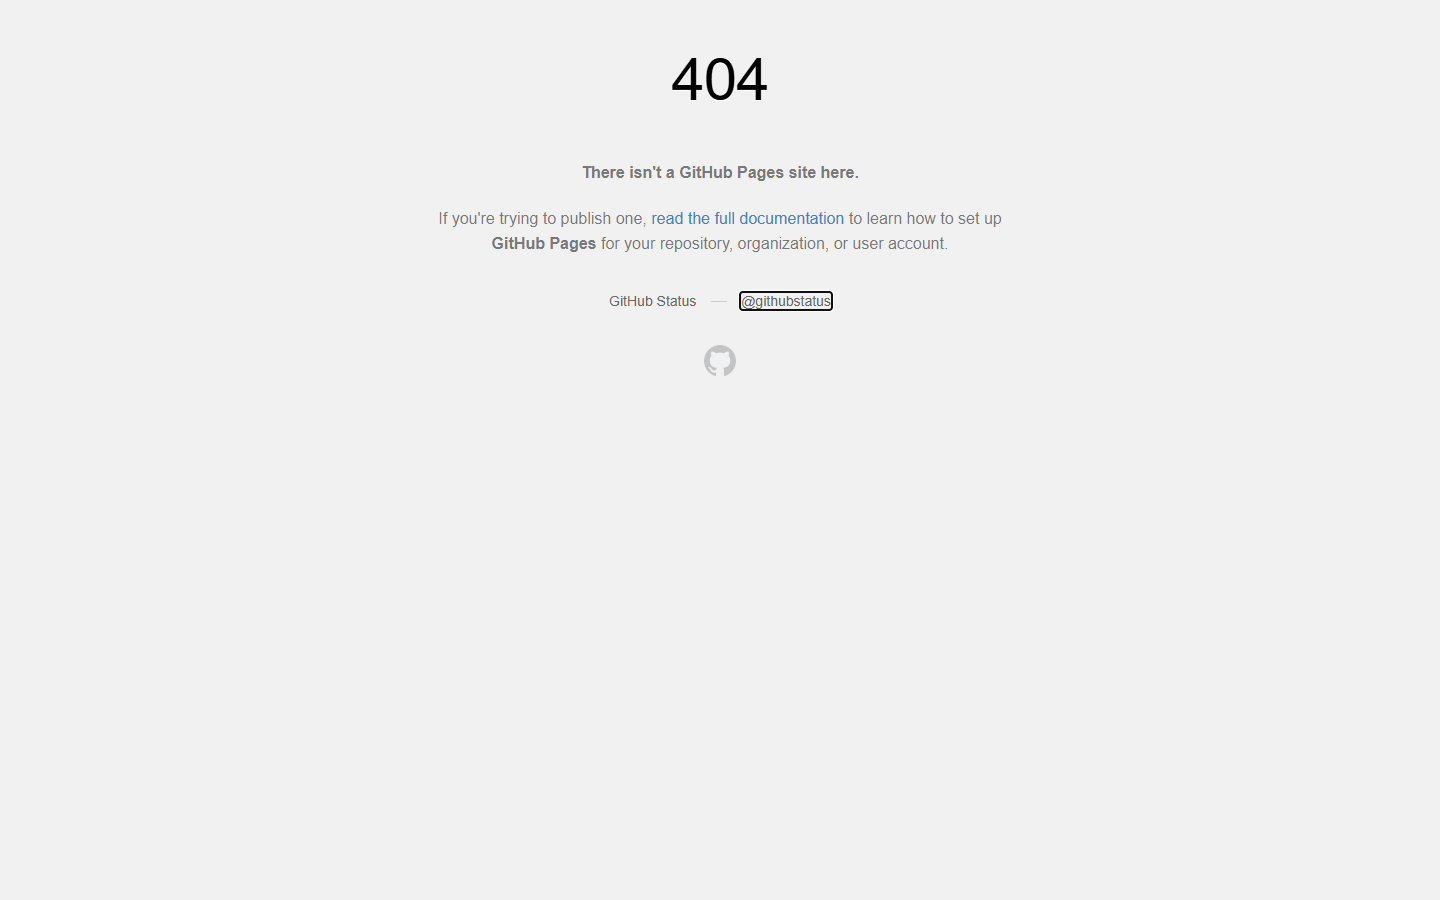 404
There isn't a GitHub Pages site here.
If you're trying to publish one, read the full documentation to learn how to set up
GitHub Pages for your repository, organization, or user account.
GitHub Status — @githubstatus